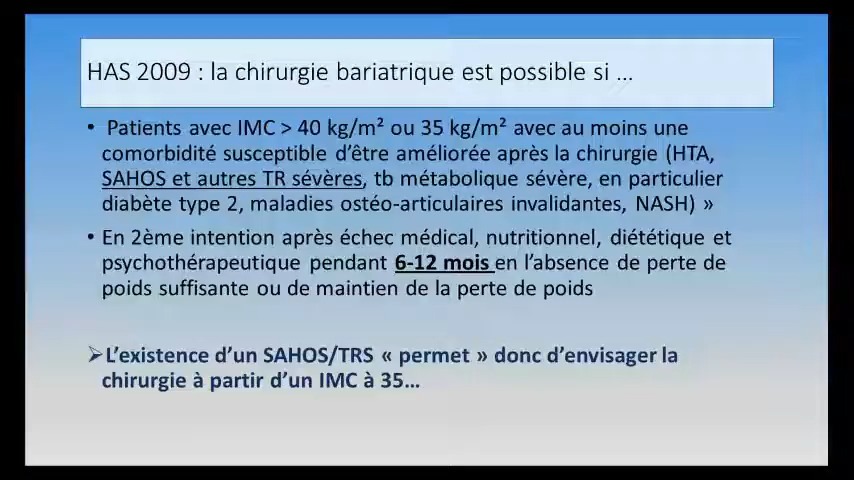 HAS 2009 : la chirurgie bariatrique est possible si ...
• Patients avec IMC > 40 kg/m² ou 35 kg/m² avec au moins une
comorbidité susceptible d'être améliorée après la chirurgie (HTA,
SAHOS et autres TR sévères, tb métabolique sévère, en particulier
diabète type 2, maladies ostéo-articulaires invalidantes, NASH) »
• En 2ème intention après échec médical, nutritionnel, diététique et
psychothérapeutique pendant 6-12 mois en l'absence de perte de
poids suffisante ou de maintien de la perte de poids
➢L'existence d'un SAHOS/TRS « permet » donc d'envisager la
chirurgie à partir d'un IMC à 35...